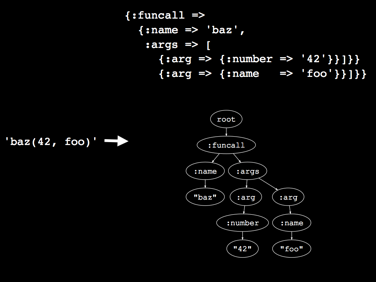 {:funcall =>
{:name => 'baz',
:args => [
{:arg => {:number => '42'}}]}}
{:arg => {:name => 'foo'}}]}}
root
:funcall
'baz(42, foo)'
:name :args
"baz" :arg :arg
:number :name
"42" "foo"